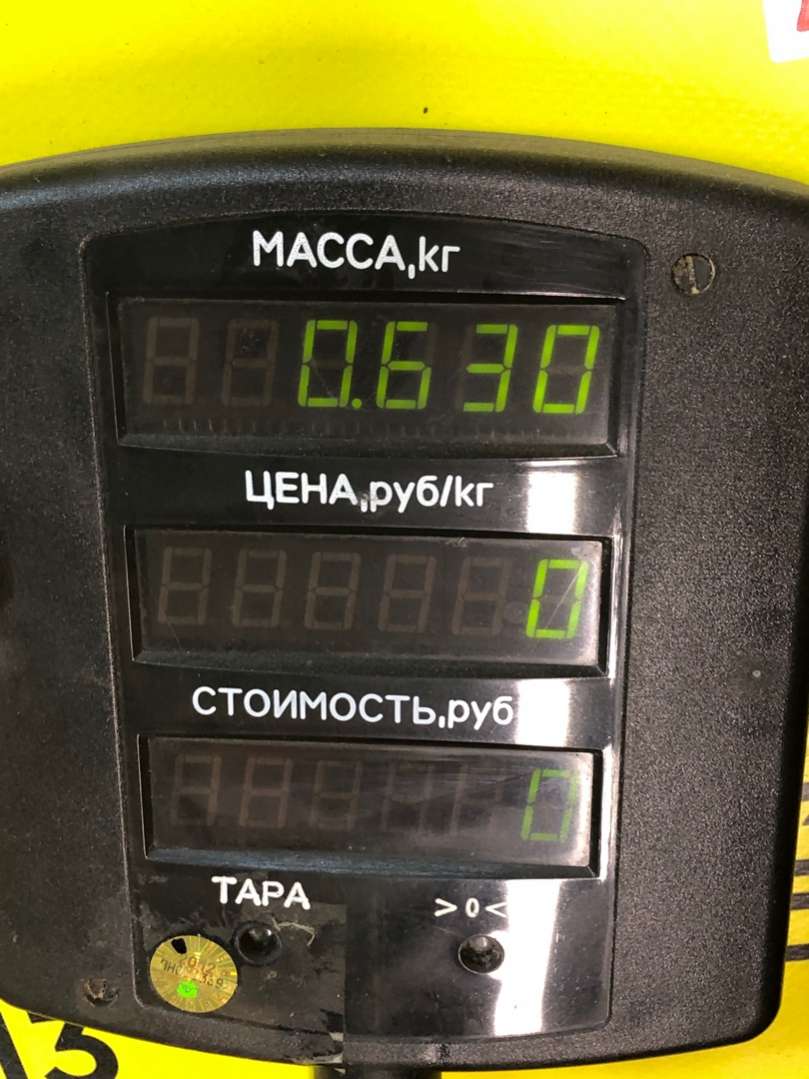 МАССА,кг
0.630
ЦЕНА,руб/кг
0
СТОИМОСТЬ,руб
0
ТАРА >0<